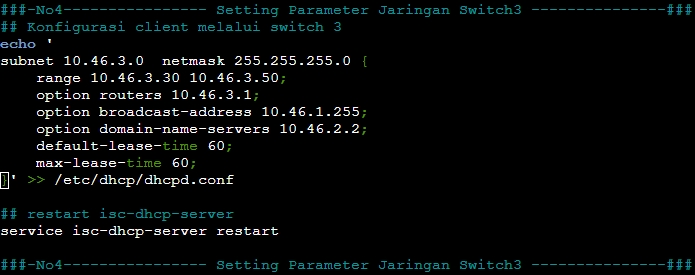 ###-No4---------------- Setting Parameter Jaringan Switch3 ---------------###
## Konfigurasi client melalui switch 3
echo '
subnet 10.46.3.0  netmask 255.255.255.0 {
    range 10.46.3.30 10.46.3.50;
    option routers 10.46.3.1;
    option broadcast-address 10.46.1.255;
    option domain-name-servers 10.46.2.2;
    default-lease-time 60;
    max-lease-time 60;
}' >> /etc/dhcp/dhcpd.conf
## restart isc-dhcp-server
service isc-dhcp-server restart
###-No4---------------- Setting Parameter Jaringan Switch3 ---------------###